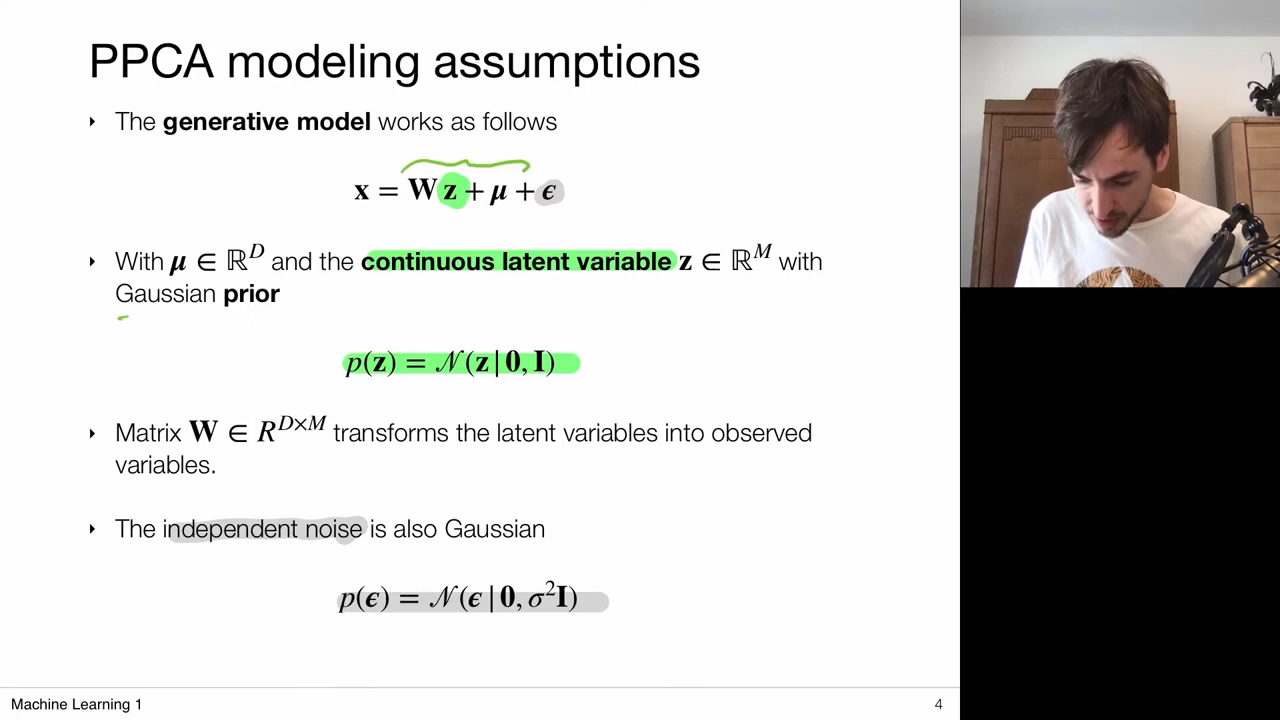 PPCA modeling assumptions
‣ The generative model works as follows
x = Wz + μ + ϵ
‣ With μ ∈ ℝ^D and the continuous latent variable z ∈ ℝ^M with
Gaussian prior
p(z) = 𝒩(z | 0, I)
‣ Matrix W ∈ R^{D×M} transforms the latent variables into observed
variables.
‣ The independent noise is also Gaussian
p(ϵ) = 𝒩(ϵ | 0, σ²I)
Machine Learning 1
4